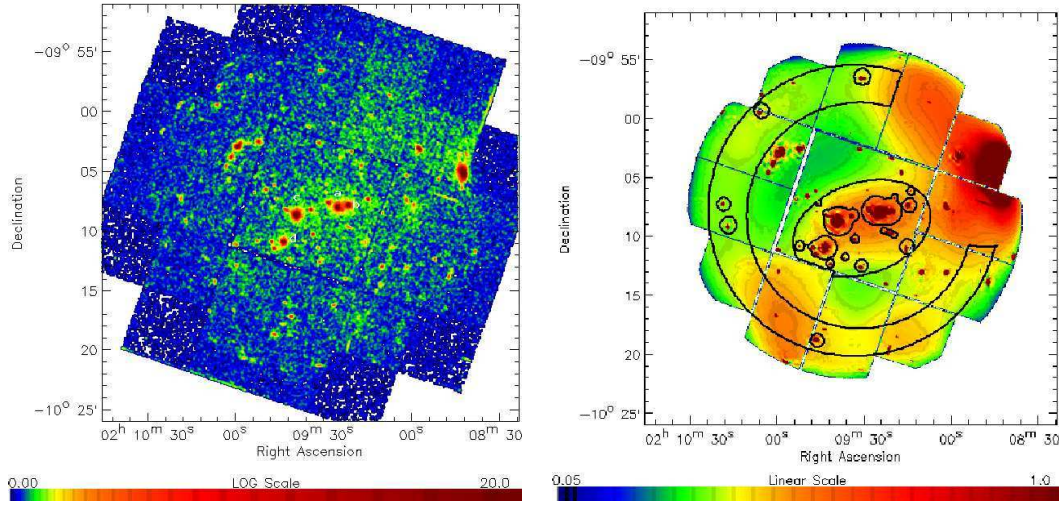 -09° 55'
00
05
10
15
20
-10° 25'
Declination
02ʰ 10ᵐ 30ˢ 00ˢ 09ᵐ 30ˢ 00ˢ 08ᵐ 30
Right Ascension
0.00 LOG Scale 20.0
-09° 55'
00
05
10
15
20
-10° 25'
Declination
02ʰ 10ᵐ 30ˢ 00ˢ 09ᵐ 30ˢ 00ˢ 08ᵐ 30ˢ
Right Ascension
0.05 Linear Scale 1.0